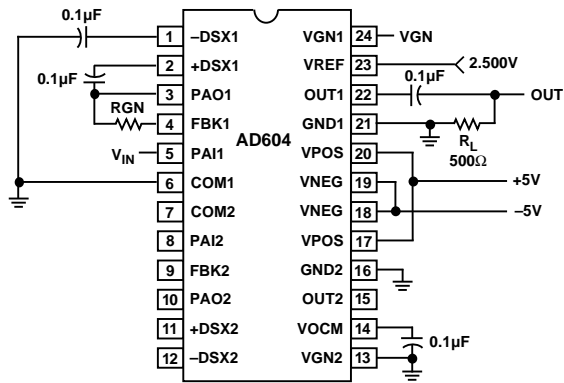 0.1µF
1 –DSX1 VGN1 24 VGN
2 +DSX1 VREF 23 2.500V
0.1µF 0.1µF
3 PAO1 OUT1 22 OUT
RGN
4 FBK1 GND1 21
AD604
VIN 5 PAI1 VPOS 20 RL
500Ω
6 COM1 VNEG 19 +5V
7 COM2 VNEG 18 –5V
8 PAI2 VPOS 17
9 FBK2 GND2 16
10 PAO2 OUT2 15
11 +DSX2 VOCM 14
0.1µF
12 –DSX2 VGN2 13